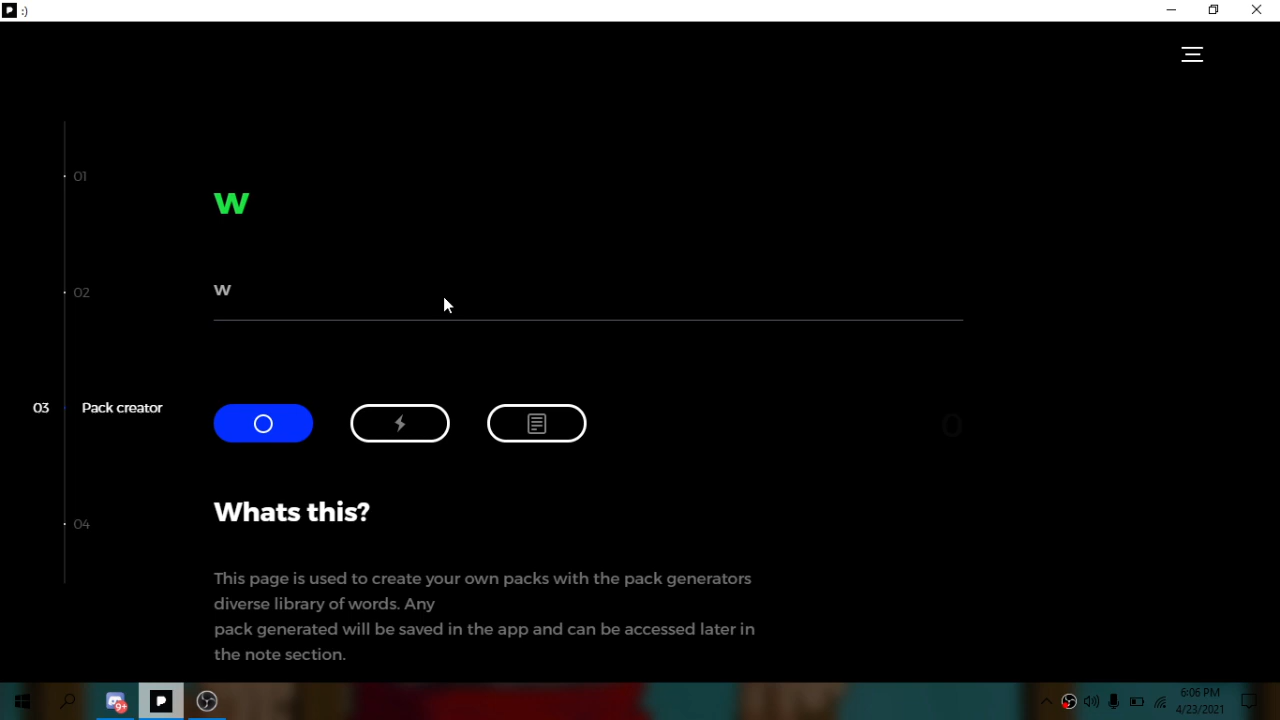 :)
01
w
02
w
03 Pack creator
0
Whats this?
04
This page is used to create your own packs with the pack generators
diverse library of words. Any
pack generated will be saved in the app and can be accessed later in
the note section.
9+
6:06 PM
4/23/2021